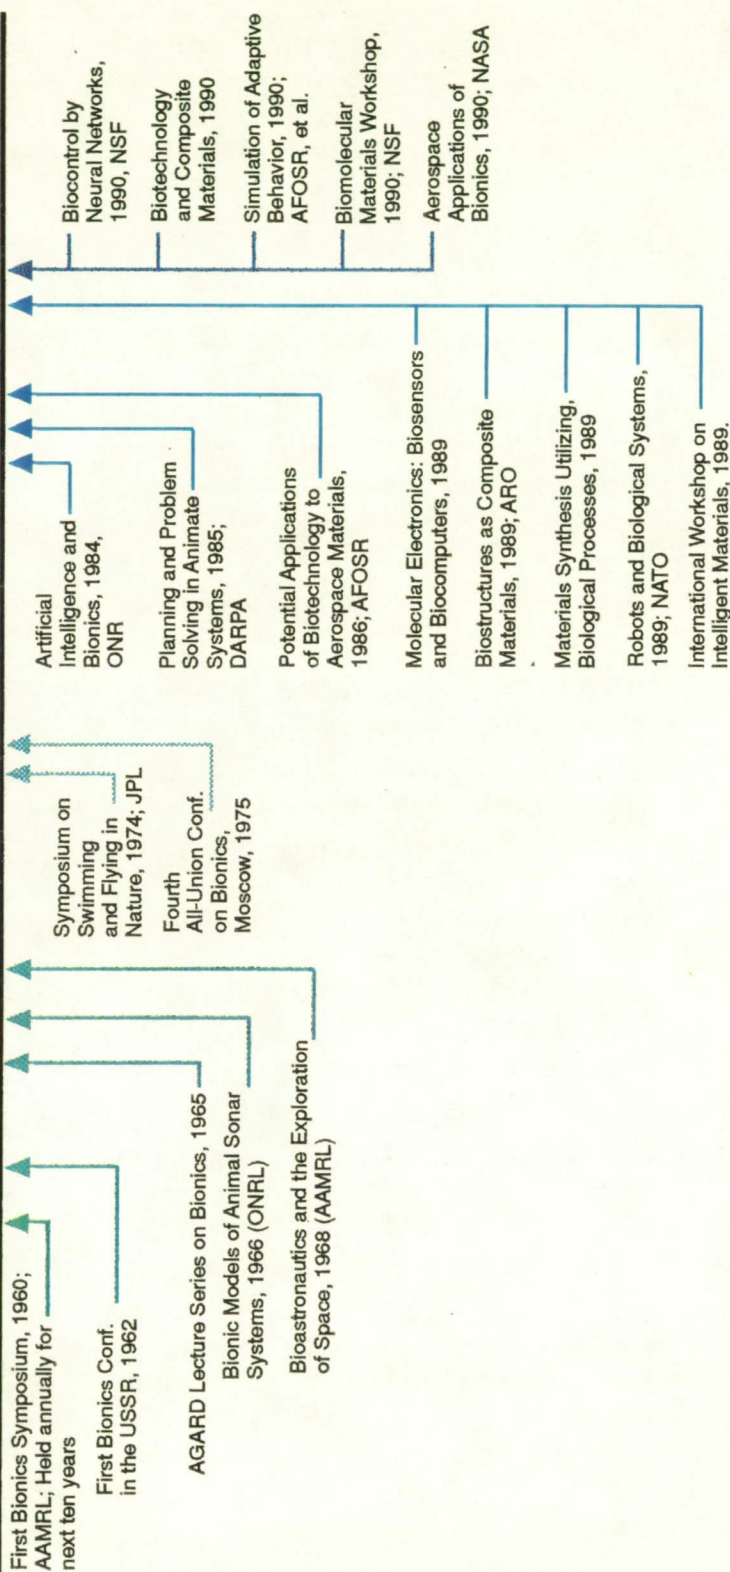 First Bionics Symposium, 1960;
AAMRL; Held annually for
next ten years
First Bionics Conf.
in the USSR, 1962
AGARD Lecture Series on Bionics, 1965
Bionic Models of Animal Sonar
Systems, 1966 (ONRL)
Bioastronautics and the Exploration
of Space, 1968 (AAMRL)
Symposium on
Swimming
and Flying in
Nature, 1974; JPL
Fourth
All-Union Conf.
on Bionics,
Moscow, 1975
Artificial
Intelligence and
Bionics, 1984,
ONR
Planning and Problem
Solving in Animate
Systems, 1985;
DARPA
Potential Applications
of Biotechnology to
Aerospace Materials,
1986; AFOSR
Molecular Electronics: Biosensors
and Biocomputers, 1989
Biostructures as Composite
Materials, 1989; ARO
Materials Synthesis Utilizing,
Biological Processes, 1989
Robots and Biological Systems,
1989; NATO
International Workshop on
Intelligent Materials, 1989.
Biocontrol by
Neural Networks,
1990, NSF
Biotechnology
and Composite
Materials, 1990
Simulation of Adaptive
Behavior, 1990;
AFOSR, et al.
Biomolecular
Materials Workshop,
1990; NSF
Aerospace
Applications of
Bionics, 1990; NASA